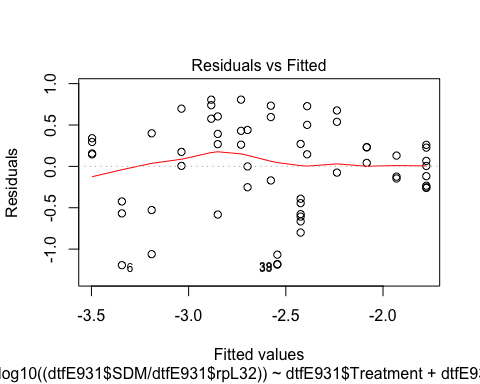 Residuals vs Fitted
1.0
0.5
0.0
-0.5
-1.0
Residuals
6
39
-3.5 -3.0 -2.5 -2.0
Fitted values
log10((dtfE931$SDM/dtfE931$rpL32)) ~ dtfE931$Treatment + dtfE93